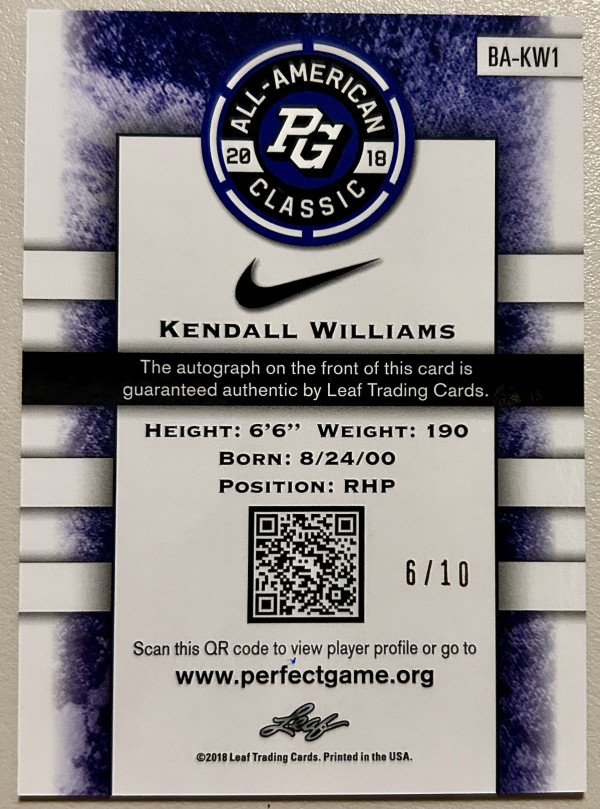 BA-KW1
ALL-AMERICAN
PG
20 18
CLASSIC
KENDALL WILLIAMS
The autograph on the front of this card is
guaranteed authentic by Leaf Trading Cards.
HEIGHT: 6'6'' WEIGHT: 190
BORN: 8/24/00
POSITION: RHP
6/10
Scan this QR code to view player profile or go to
www.perfectgame.org
Leaf
©2018 Leaf Trading Cards. Printed in the USA.